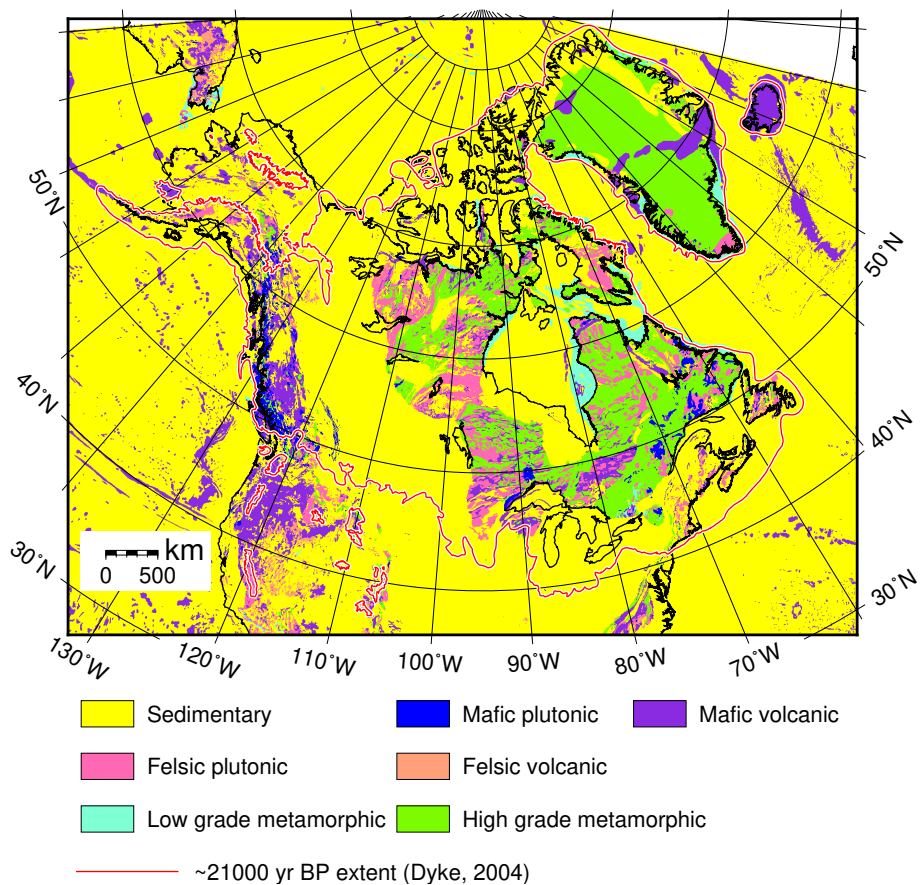 50°N
40°N
30°N
50°N
40°N
30°N
km
0 500
130°W 120°W 110°W 100°W 90°W 80°W 70°W
Sedimentary Mafic plutonic Mafic volcanic
Felsic plutonic Felsic volcanic
Low grade metamorphic High grade metamorphic
~21000 yr BP extent (Dyke, 2004)